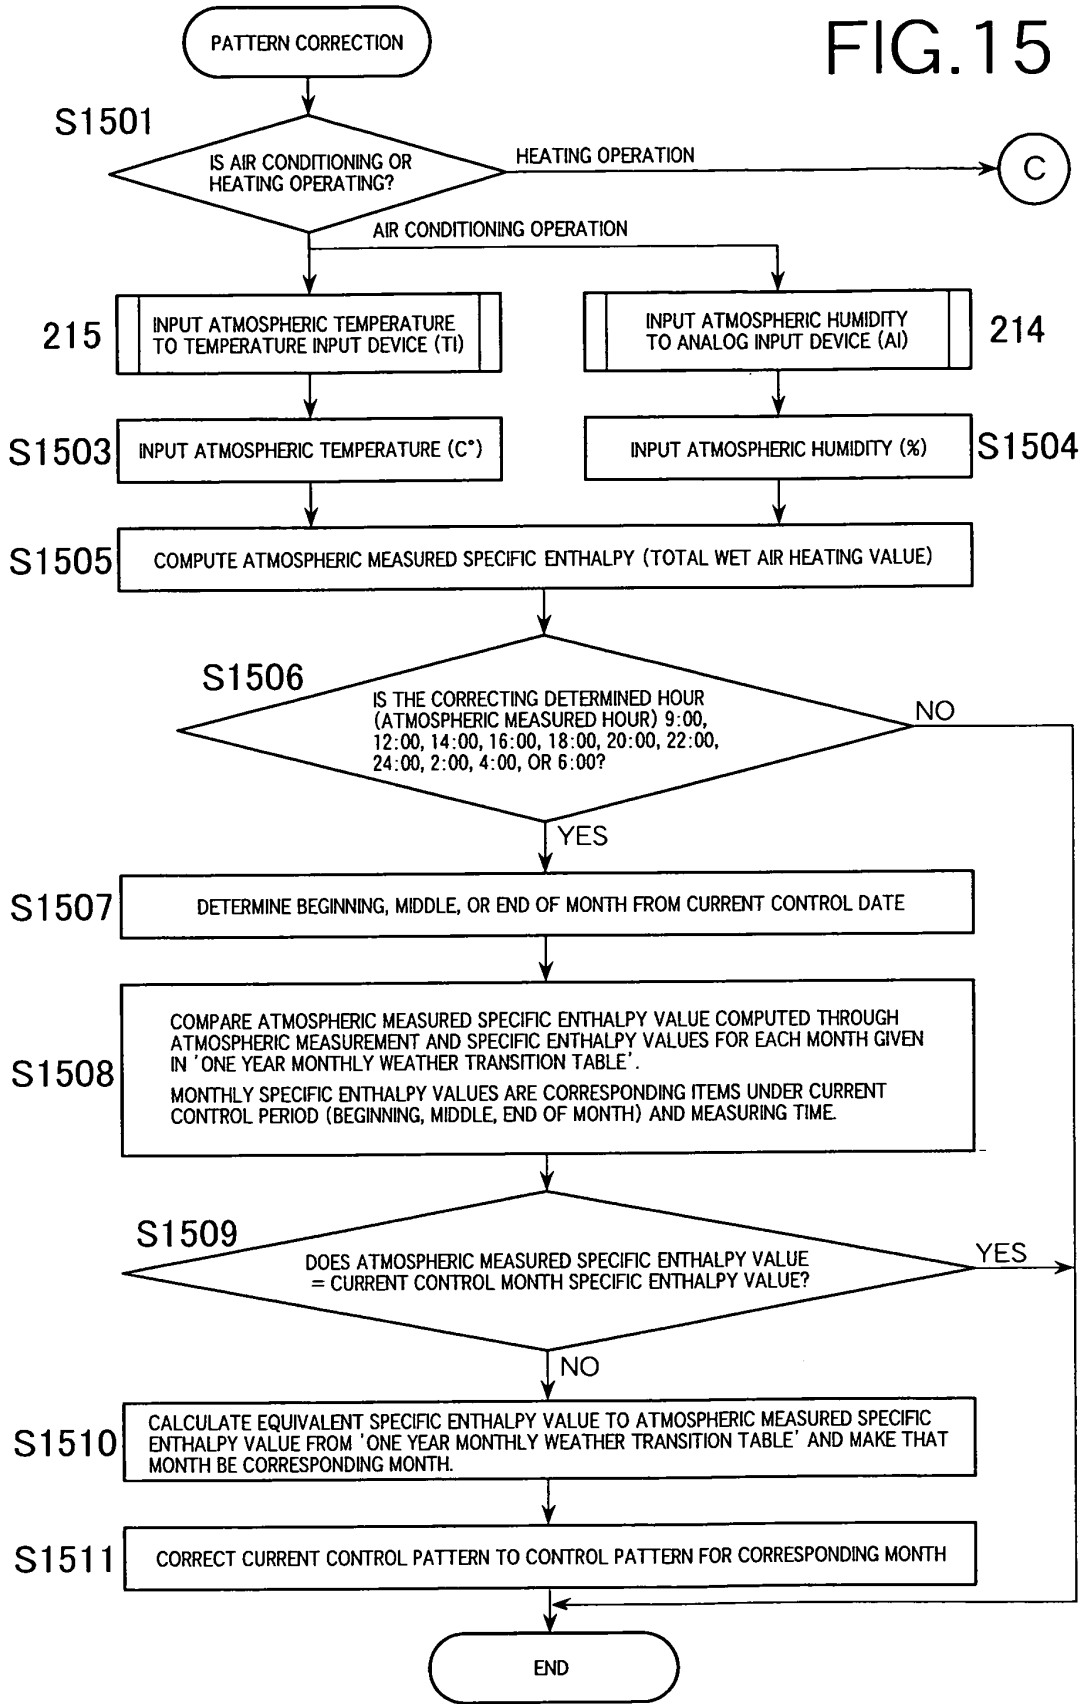 PATTERN CORRECTION
FIG.15
S1501
IS AIR CONDITIONING OR
HEATING OPERATING?
HEATING OPERATION
C
AIR CONDITIONING OPERATION
215
INPUT ATMOSPHERIC TEMPERATURE
TO TEMPERATURE INPUT DEVICE (TI)
INPUT ATMOSPHERIC HUMIDITY
TO ANALOG INPUT DEVICE (AI)
214
S1503
INPUT ATMOSPHERIC TEMPERATURE (C°)
INPUT ATMOSPHERIC HUMIDITY (%)
S1504
S1505
COMPUTE ATMOSPHERIC MEASURED SPECIFIC ENTHALPY (TOTAL WET AIR HEATING VALUE)
S1506
IS THE CORRECTING DETERMINED HOUR
(ATMOSPHERIC MEASURED HOUR) 9:00,
12:00, 14:00, 16:00, 18:00, 20:00, 22:00,
24:00, 2:00, 4:00, OR 6:00?
NO
YES
S1507
DETERMINE BEGINNING, MIDDLE, OR END OF MONTH FROM CURRENT CONTROL DATE
S1508
COMPARE ATMOSPHERIC MEASURED SPECIFIC ENTHALPY VALUE COMPUTED THROUGH
ATMOSPHERIC MEASUREMENT AND SPECIFIC ENTHALPY VALUES FOR EACH MONTH GIVEN
IN 'ONE YEAR MONTHLY WEATHER TRANSITION TABLE'.
MONTHLY SPECIFIC ENTHALPY VALUES ARE CORRESPONDING ITEMS UNDER CURRENT
CONTROL PERIOD (BEGINNING, MIDDLE, END OF MONTH) AND MEASURING TIME.
S1509
DOES ATMOSPHERIC MEASURED SPECIFIC ENTHALPY VALUE
= CURRENT CONTROL MONTH SPECIFIC ENTHALPY VALUE?
YES
NO
S1510
CALCULATE EQUIVALENT SPECIFIC ENTHALPY VALUE TO ATMOSPHERIC MEASURED SPECIFIC
ENTHALPY VALUE FROM 'ONE YEAR MONTHLY WEATHER TRANSITION TABLE' AND MAKE THAT
MONTH BE CORRESPONDING MONTH.
S1511
CORRECT CURRENT CONTROL PATTERN TO CONTROL PATTERN FOR CORRESPONDING MONTH
END